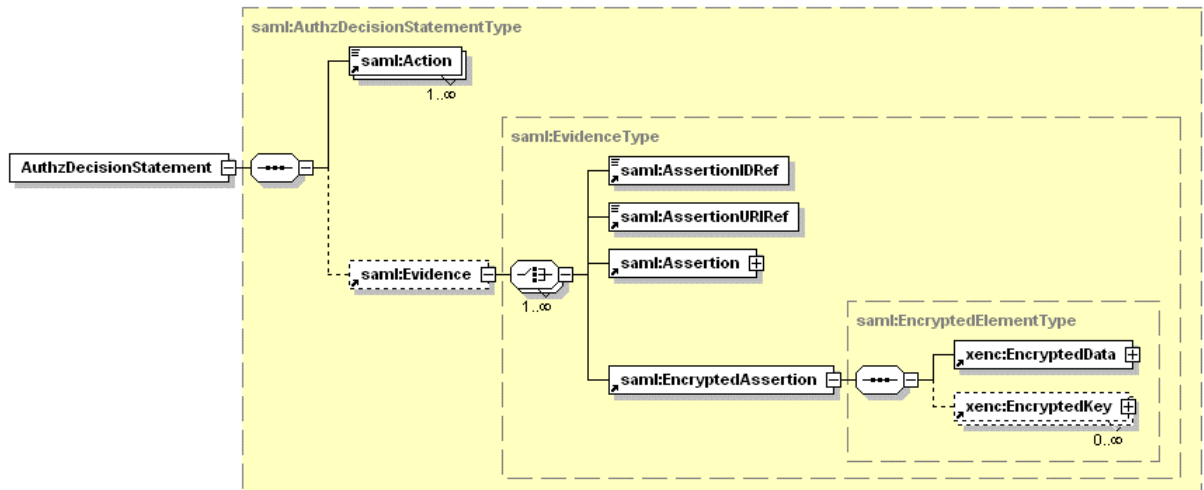 saml:AuthzDecisionStatementType
saml:Action
1..∞
saml:EvidenceType
AuthzDecisionStatement
saml:AssertionIDRef
saml:AssertionURIRef
saml:Evidence
saml:Assertion
1..∞
saml:EncryptedElementType
xenc:EncryptedData
saml:EncryptedAssertion
xenc:EncryptedKey
0..∞